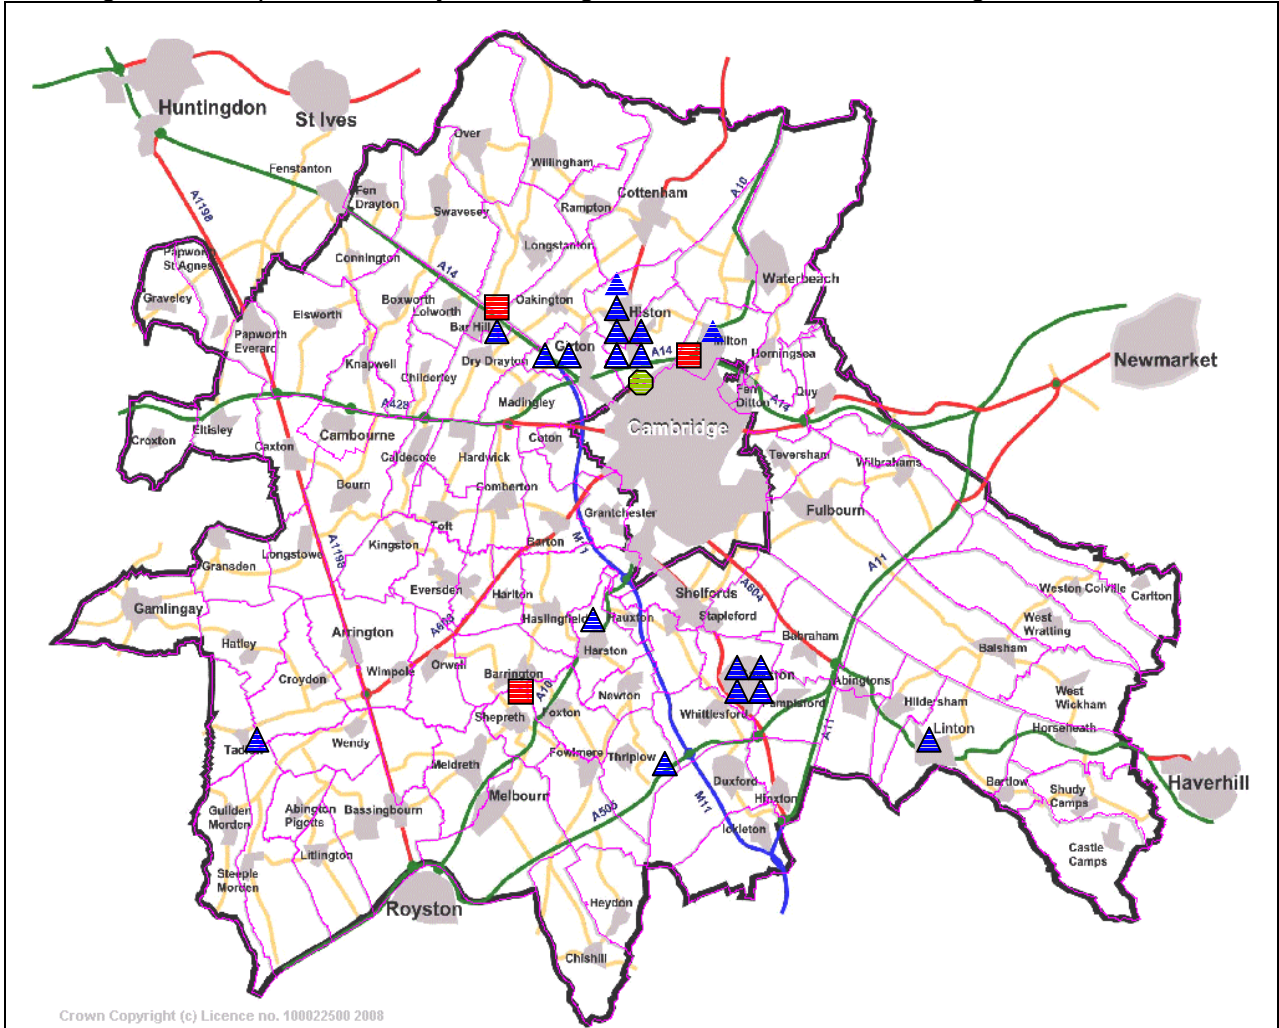 Huntingdon
St Ives
Over
Fenstanton
Willingham
Fen
Drayton
Cottenham
A10
A1198
Swavesey
Rampton
Longstanton
Papworth
St Agnes
Connington
A14
Waterbeach
Graveley
Boxworth
Lolworth
Oakington
Elsworth
Histon
Bar Hill
Papworth
Everard
Girton
A14
Milton
Horningsea
Newmarket
Knapwell
Dry Drayton
Childerley
Fen
Ditton
Quy
A14
A428
Madingley
Eltisley
Croxton
Cambourne
Cambridge
Caxton
Coton
Caldecote
Hardwick
Teversham
Wilbrahams
Bourn
Comberton
Grantchester
Fulbourn
Toft
A1198
Kingston
Barton
M11
Longstowe
Gransden
A11
Eversden
Harlton
Shelfords
A604
Weston Colville
Carlton
Gamlingay
Haslingfield
Hauxton
Stapleford
West
Wratling
Arrington
A603
Babraham
Hatley
Harston
Balsham
Orwell
Wimpole
Barrington
Croydon
Abingtons
A10
Newton
West
Wickham
Hildersham
Shepreth
Foxton
Whittlesford
Linton
Horseheath
A11
Wendy
Fowlmere
Thriplow
Meldreth
Duxford
Bartlow
Haverhill
Shudy
Camps
Melbourn
Hinxton
M11
Guilden
Morden
Abington
Pigotts
Bassingbourn
A505
Ickleton
Litlington
Castle
Camps
Steeple
Morden
Royston
Heydon
Chishill
Crown Copyright (c) Licence no. 100022500 2008